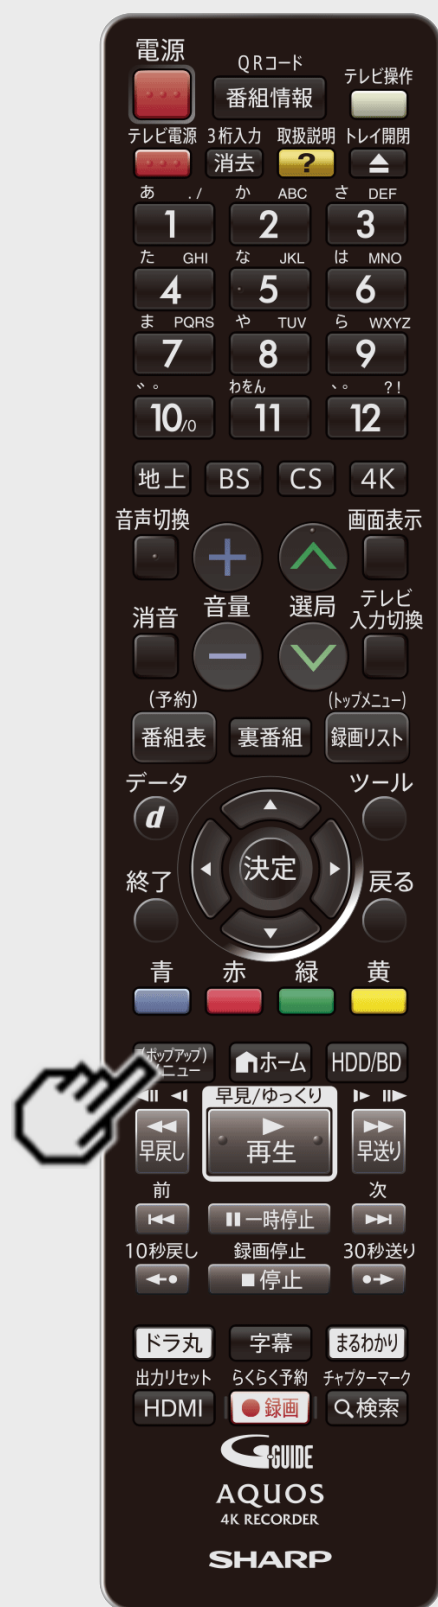 電源
QRコード
テレビ操作
番組情報
テレビ電源 3桁入力 取扱説明 トレイ開閉
消去 ?
あ ./ か ABC さ DEF
1 2 3
た GHI な JKL は MNO
4 5 6
ま PQRS や TUV ら WXYZ
7 8 9
゛゜ わをん 、。 ?!
10/0 11 12
地上 BS CS 4K
音声切換 画面表示
消音 音量 選局 テレビ
入力切換
(予約) (トップメニュー)
番組表 裏番組 録画リスト
データ ツール
d 決定
終了 戻る
青 赤 緑 黄
(ポップアップ)
ニュー ホーム HDD/BD
早見/ゆっくり
早戻し 再生 早送り
前 次
一時停止
10秒戻し 録画停止 30秒送り
停止
ドラ丸 字幕 まるわかり
出力リセット らくらく予約 チャプターマーク
HDMI 録画 検索
G-GUIDE
AQUOS
4K RECORDER
SHARP